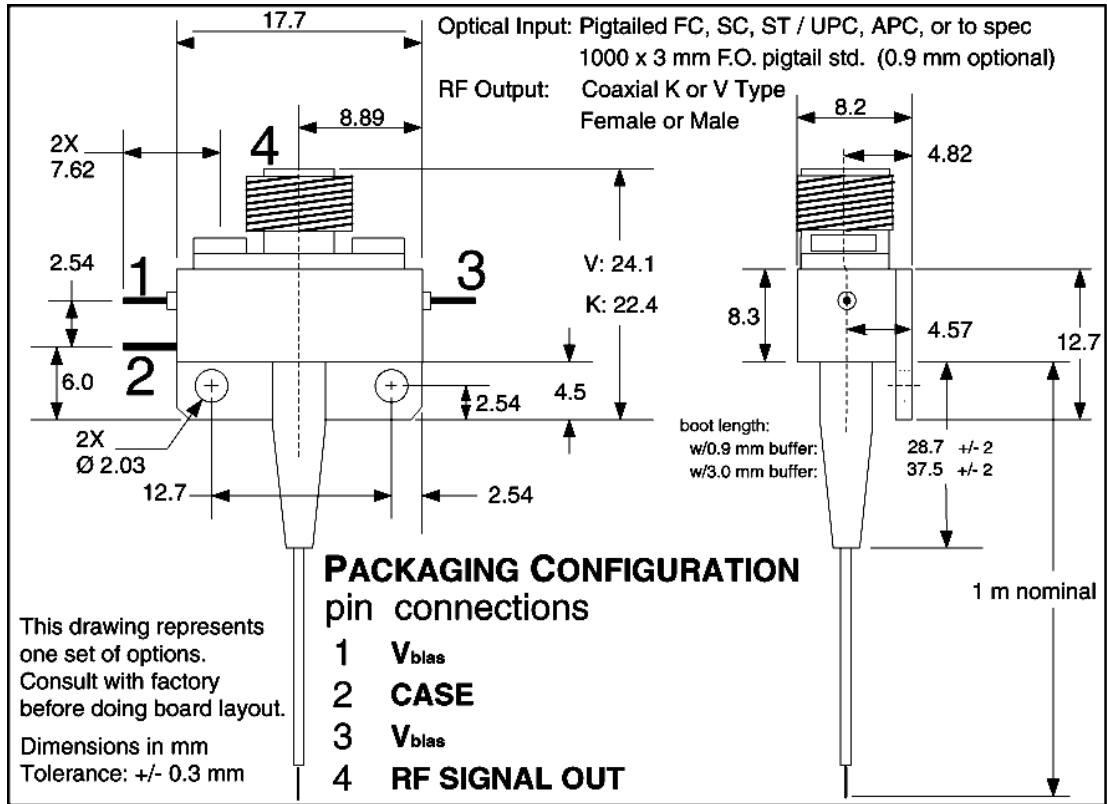 17.7
Optical Input: Pigtailed FC, SC, ST / UPC, APC, or to spec
1000 x 3 mm F.O. pigtail std. (0.9 mm optional)
RF Output: Coaxial K or V Type
Female or Male
8.89
8.2
2X
7.62
4
4.82
2.54
1
3
V: 24.1
K: 22.4
8.3
4.57
12.7
2
6.0
4.5
2.54
2X
Ø 2.03
boot length:
w/0.9 mm buffer: 28.7 +/- 2
w/3.0 mm buffer: 37.5 +/- 2
12.7
2.54
PACKAGING CONFIGURATION
pin connections
1 m nominal
This drawing represents
one set of options.
Consult with factory
before doing board layout.
Dimensions in mm
Tolerance: +/- 0.3 mm
1 Vbias
2 CASE
3 Vbias
4 RF SIGNAL OUT